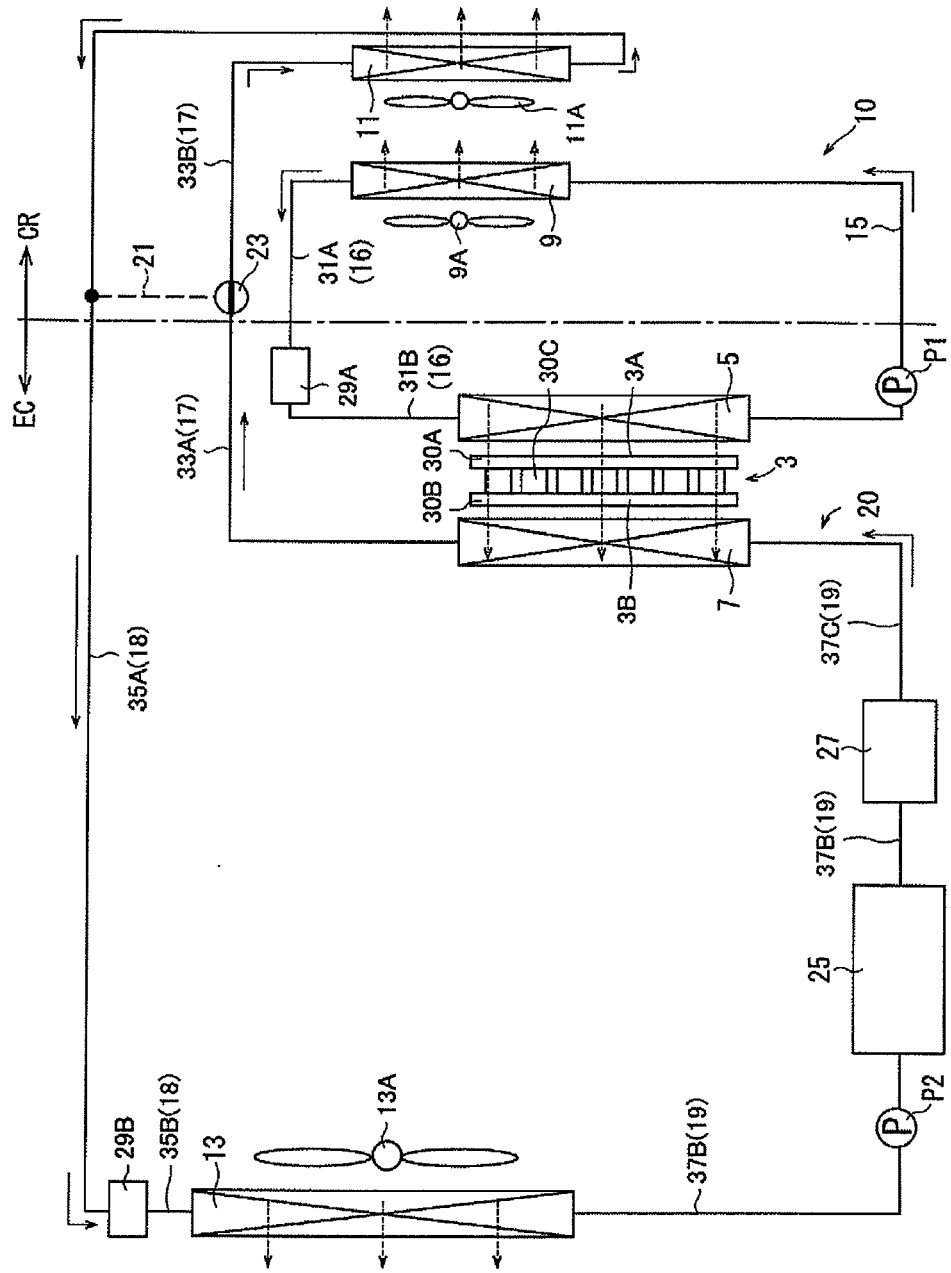 EC
CR
21
23
33B(17)
11
11A
10
31A
(16)
9A
9
15
33A(17)
29A
31B
(16)
30C
3A
5
P
P1
30A
30B
3
20
3B
7
37C(19)
35A(18)
27
37B(19)
25
29B
35B(18)
13
13A
37B(19)
P
P2